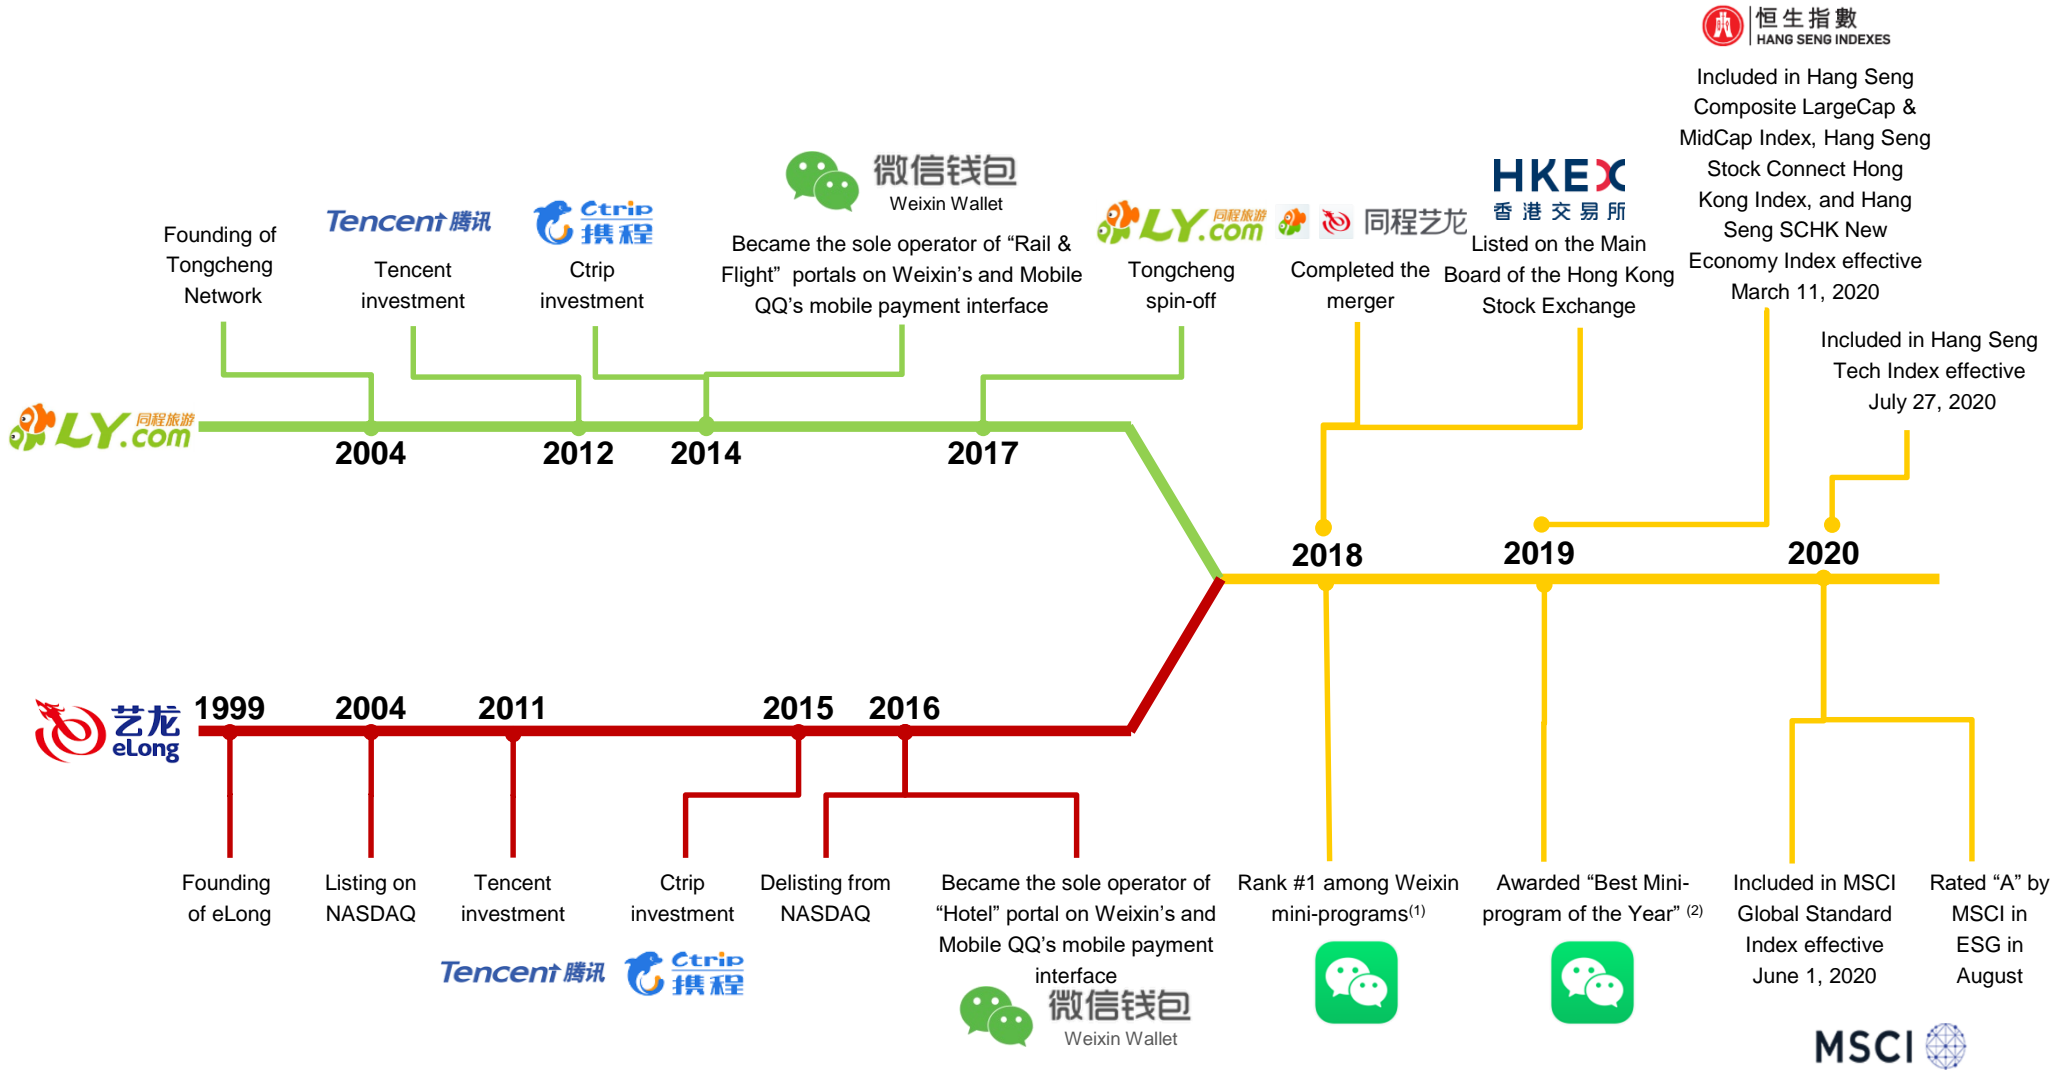 恒生指數
HANG SENG INDEXES
Included in Hang Seng
Composite LargeCap &
MidCap Index, Hang Seng
Stock Connect Hong
Kong Index, and Hang
Seng SCHK New
Economy Index effective
March 11, 2020
Founding of
Tongcheng
Network
Tencent 腾讯
Tencent
investment
Ctrip
携程
Ctrip
investment
微信钱包
Weixin Wallet
Became the sole operator of “Rail &
Flight” portals on Weixin’s and Mobile
QQ’s mobile payment interface
LY.com 同程旅游
Tongcheng
spin-off
同程艺龙
Completed the
merger
HKEX
香港交易所
Listed on the Main
Board of the Hong Kong
Stock Exchange
Included in Hang Seng
Tech Index effective
July 27, 2020
LY.com 同程旅游
2004
2012
2014
2017
2018
2019
2020
艺龙
eLong
1999
2004
2011
2015
2016
Founding
of eLong
Listing on
NASDAQ
Tencent
investment
Tencent 腾讯
Ctrip
investment
Ctrip
携程
Delisting from
NASDAQ
Became the sole operator of
“Hotel” portal on Weixin’s and
Mobile QQ’s mobile payment
interface
微信钱包
Weixin Wallet
Rank #1 among Weixin
mini-programs(1)
Awarded “Best Mini-
program of the Year” (2)
Included in MSCI
Global Standard
Index effective
June 1, 2020
Rated “A” by
MSCI in
ESG in
August
MSCI